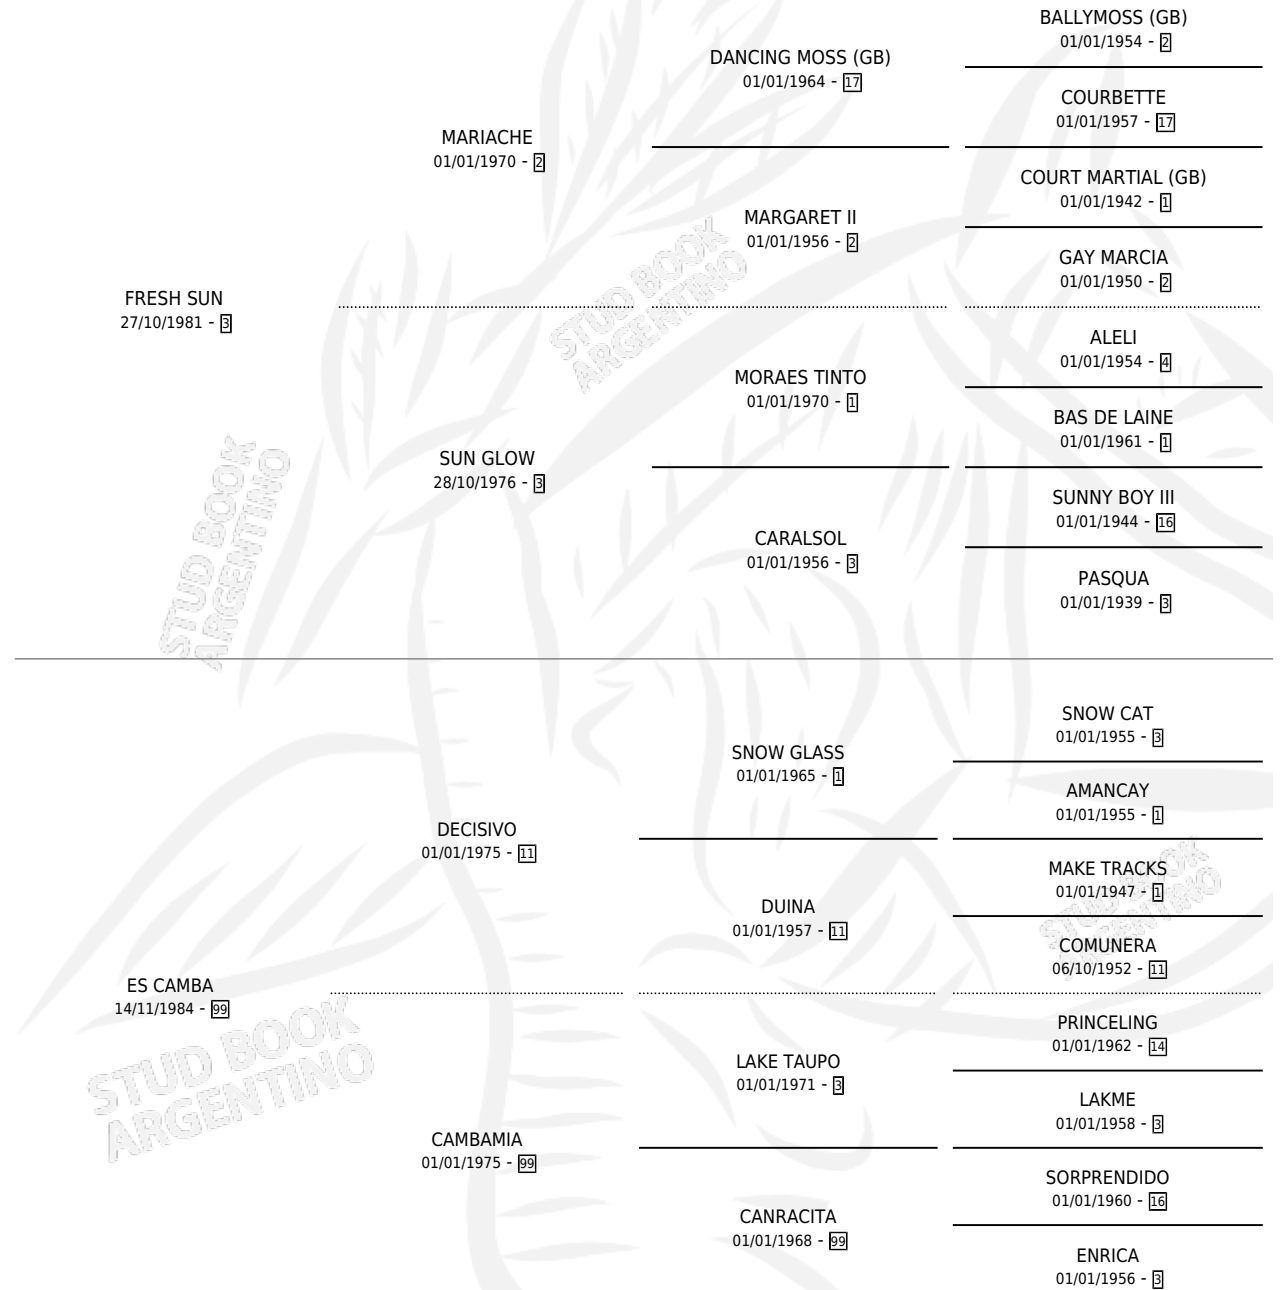 BALLYMOSS (GB)
01/01/1954 - 2
DANCING MOSS (GB)
01/01/1964 - 17
COURBETTE
01/01/1957 - 17
MARIACHE
01/01/1970 - 2
COURT MARTIAL (GB)
01/01/1942 - 1
MARGARET II
01/01/1956 - 2
GAY MARCIA
01/01/1950 - 2
FRESH SUN
27/10/1981 - 3
STUD BOOK
ARGENTINO
ALELI
01/01/1954 - 4
MORAES TINTO
01/01/1970 - 1
BAS DE LAINE
01/01/1961 - 1
SUN GLOW
28/10/1976 - 3
SUNNY BOY III
01/01/1944 - 16
CARALSOL
01/01/1956 - 3
PASQUA
01/01/1939 - 3
STUD BOOK
ARGENTINO
SNOW CAT
01/01/1955 - 3
SNOW GLASS
01/01/1965 - 1
AMANCAY
01/01/1955 - 1
DECISIVO
01/01/1975 - 11
MAKE TRACKS
01/01/1947 - 1
DUINA
01/01/1957 - 11
COMUNERA
06/10/1952 - 11
STUD BOOK
ARGENTINO
ES CAMBA
14/11/1984 - 99
PRINCELING
01/01/1962 - 14
LAKE TAUPO
01/01/1971 - 3
LAKME
01/01/1958 - 3
CAMBAMIA
01/01/1975 - 99
SORPRENDIDO
01/01/1960 - 16
CANRACITA
01/01/1968 - 99
ENRICA
01/01/1956 - 3
STUD BOOK
ARGENTINO